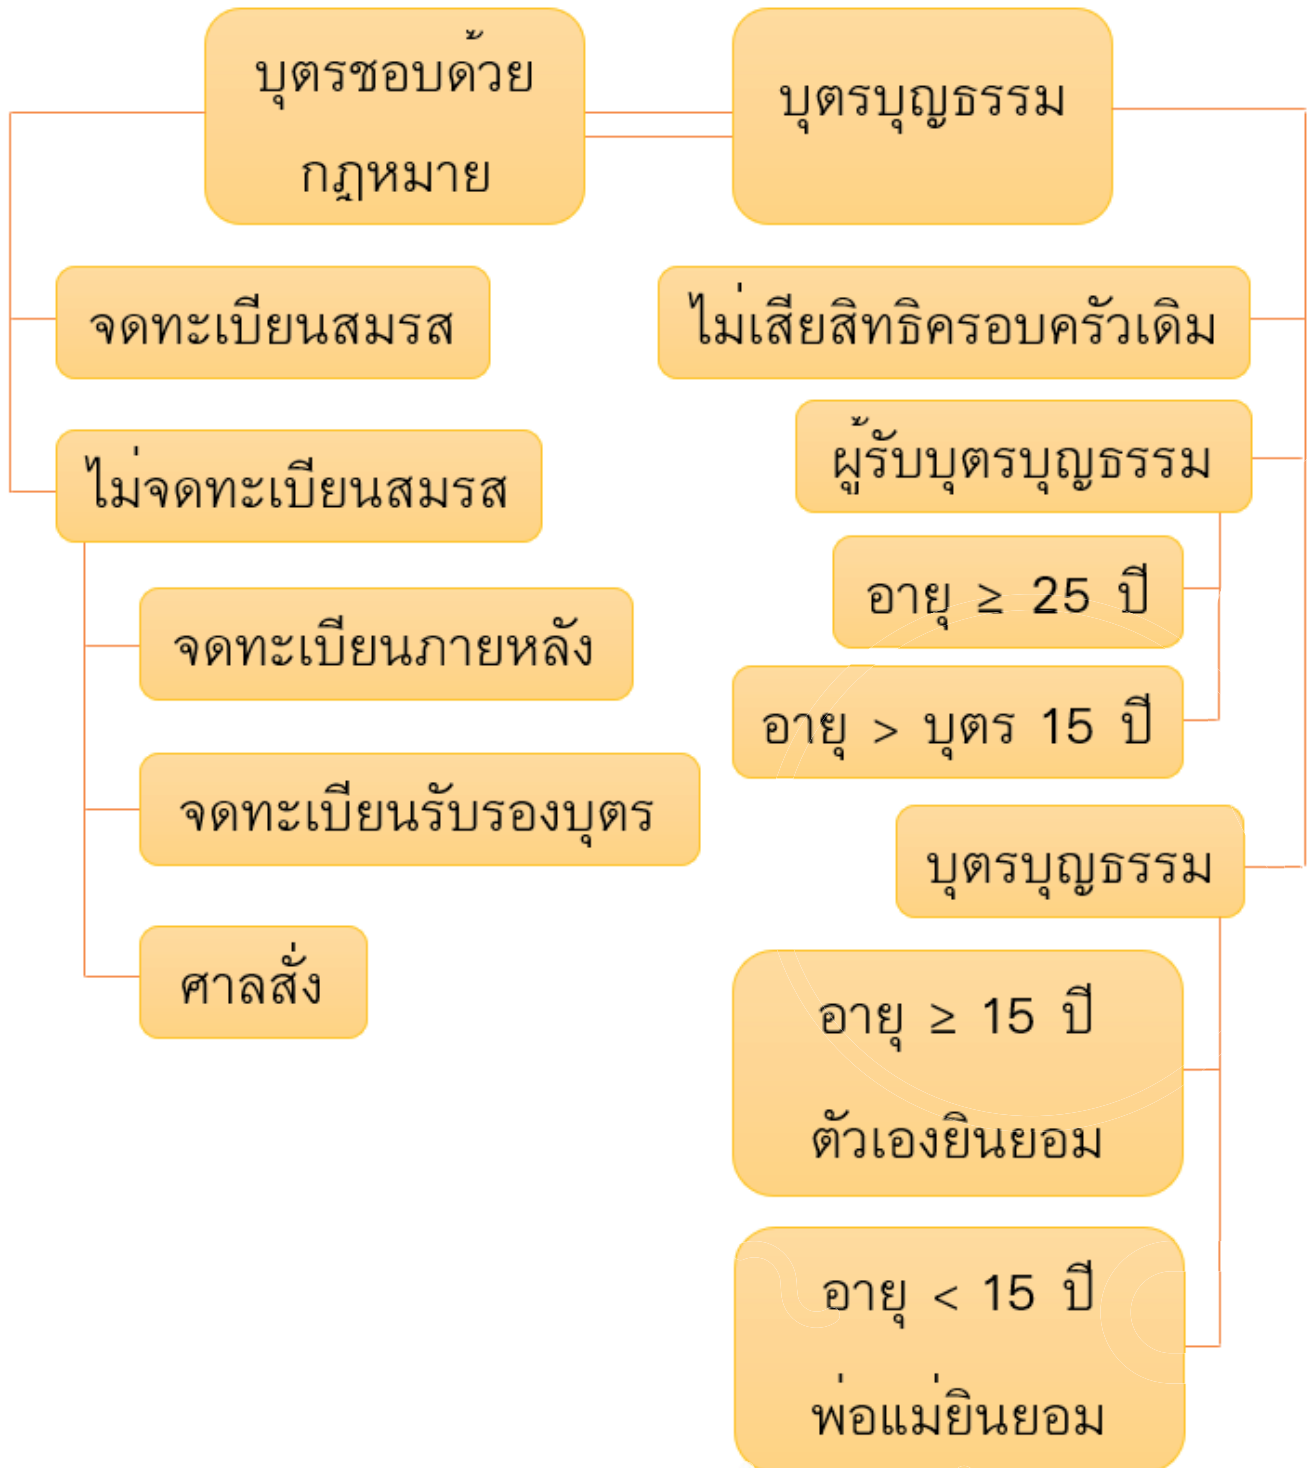 บุตรชอบด้วย
กฎหมาย
บุตรบุญธรรม
จดทะเบียนสมรส
ไม่จดทะเบียนสมรส
จดทะเบียนภายหลัง
จดทะเบียนรับรองบุตร
ศาลสั่ง
ไม่เสียสิทธิครอบครัวเดิม
ผู้รับบุตรบุญธรรม
อายุ ≥ 25 ปี
อายุ > บุตร 15 ปี
บุตรบุญธรรม
อายุ ≥ 15 ปี
ตัวเองยินยอม
อายุ < 15 ปี
พ่อแม่ยินยอม